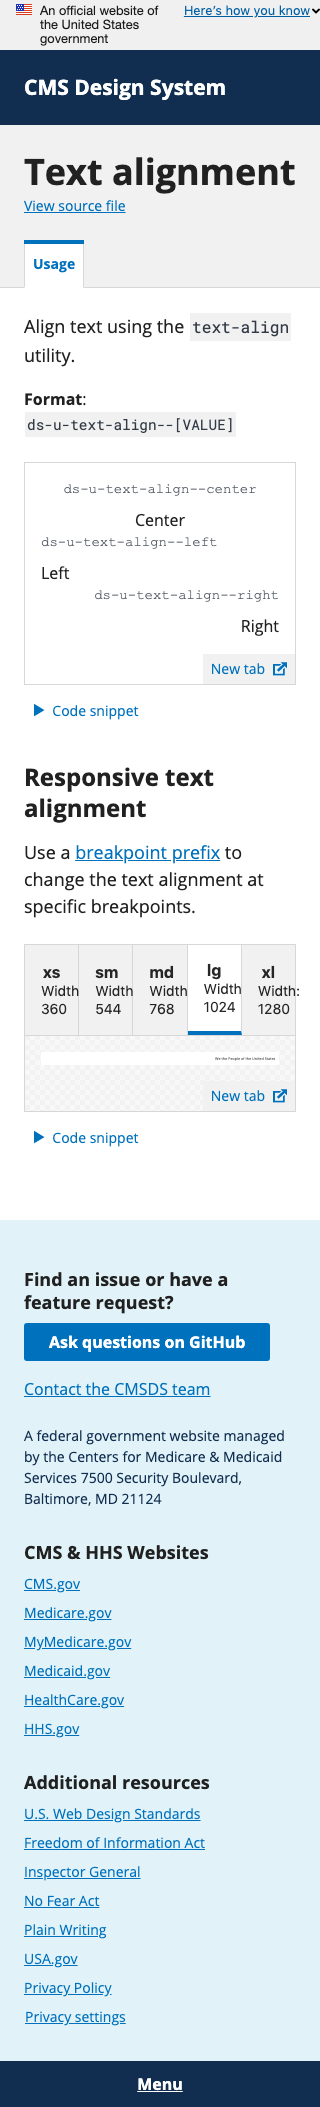 An official website of
the United States
government
Here's how you know
CMS Design System
Text alignment
View source file
Usage
Align text using the text-align
utility.
Format:
ds-u-text-align--[VALUE]
ds-u-text-align--center
Center
ds-u-text-align--left
Left
ds-u-text-align--right
Right
New tab
Code snippet
Responsive text
alignment
Use a breakpoint prefix to
change the text alignment at
specific breakpoints.
xs
Width
360
sm
Width
544
md
Width
768
lg
Width
1024
xl
Width:
1280
We the People of the United States
New tab
Code snippet
Find an issue or have a
feature request?
Ask questions on GitHub
Contact the CMSDS team
A federal government website managed
by the Centers for Medicare & Medicaid
Services 7500 Security Boulevard,
Baltimore, MD 21124
CMS & HHS Websites
CMS.gov
Medicare.gov
MyMedicare.gov
Medicaid.gov
HealthCare.gov
HHS.gov
Additional resources
U.S. Web Design Standards
Freedom of Information Act
Inspector General
No Fear Act
Plain Writing
USA.gov
Privacy Policy
Privacy settings
Menu